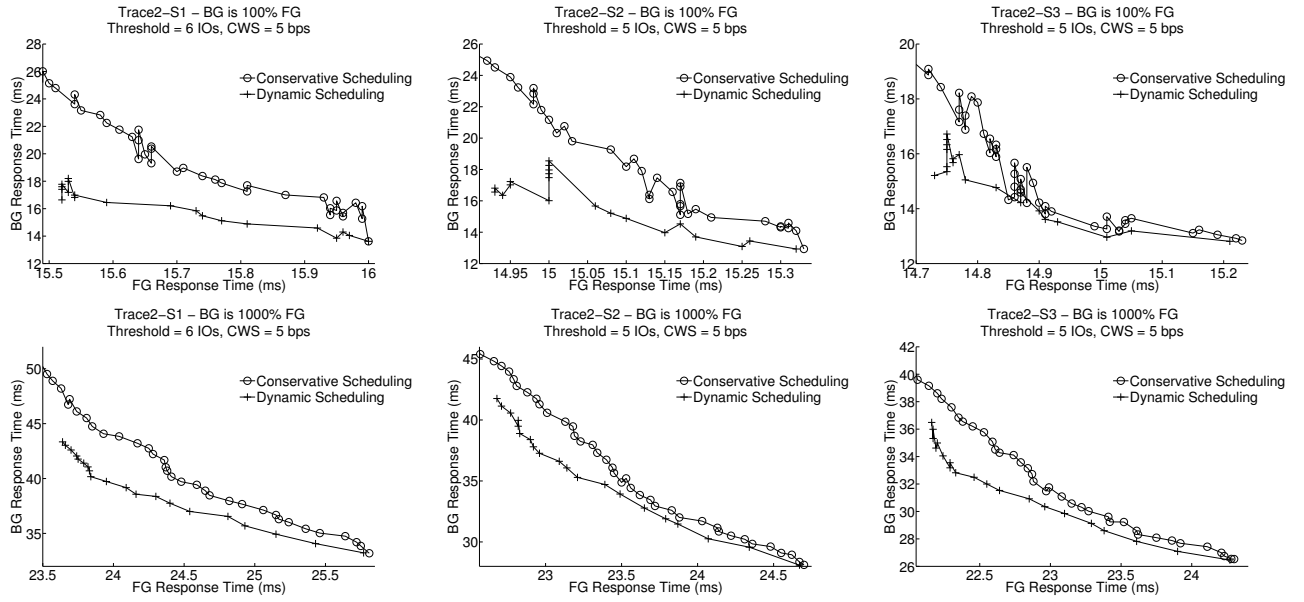 Trace2−S1 − BG is 100% FG
Threshold = 6 IOs, CWS = 5 bps
28
26
24
22
20
18
16
14
12
BG Response Time (ms)
Conservative Scheduling
Dynamic Scheduling
15.5 15.6 15.7 15.8 15.9 16
FG Response Time (ms)
Trace2−S2 − BG is 100% FG
Threshold = 5 IOs, CWS = 5 bps
26
24
22
20
18
16
14
12
BG Response Time (ms)
Conservative Scheduling
Dynamic Scheduling
14.95 15 15.05 15.1 15.15 15.2 15.25 15.3
FG Response Time (ms)
Trace2−S3 − BG is 100% FG
Threshold = 5 IOs, CWS = 5 bps
20
18
16
14
12
BG Response Time (ms)
Conservative Scheduling
Dynamic Scheduling
14.7 14.8 14.9 15 15.1 15.2
FG Response Time (ms)
Trace2−S1 − BG is 1000% FG
Threshold = 6 IOs, CWS = 5 bps
50
45
40
35
BG Response Time (ms)
Conservative Scheduling
Dynamic Scheduling
23.5 24 24.5 25 25.5
FG Response Time (ms)
Trace2−S2 − BG is 1000% FG
Threshold = 5 IOs, CWS = 5 bps
45
40
35
30
BG Response Time (ms)
Conservative Scheduling
Dynamic Scheduling
23 23.5 24 24.5
FG Response Time (ms)
Trace2−S3 − BG is 1000% FG
Threshold = 5 IOs, CWS = 5 bps
42
40
38
36
34
32
30
28
26
BG Response Time (ms)
Conservative Scheduling
Dynamic Scheduling
22.5 23 23.5 24
FG Response Time (ms)